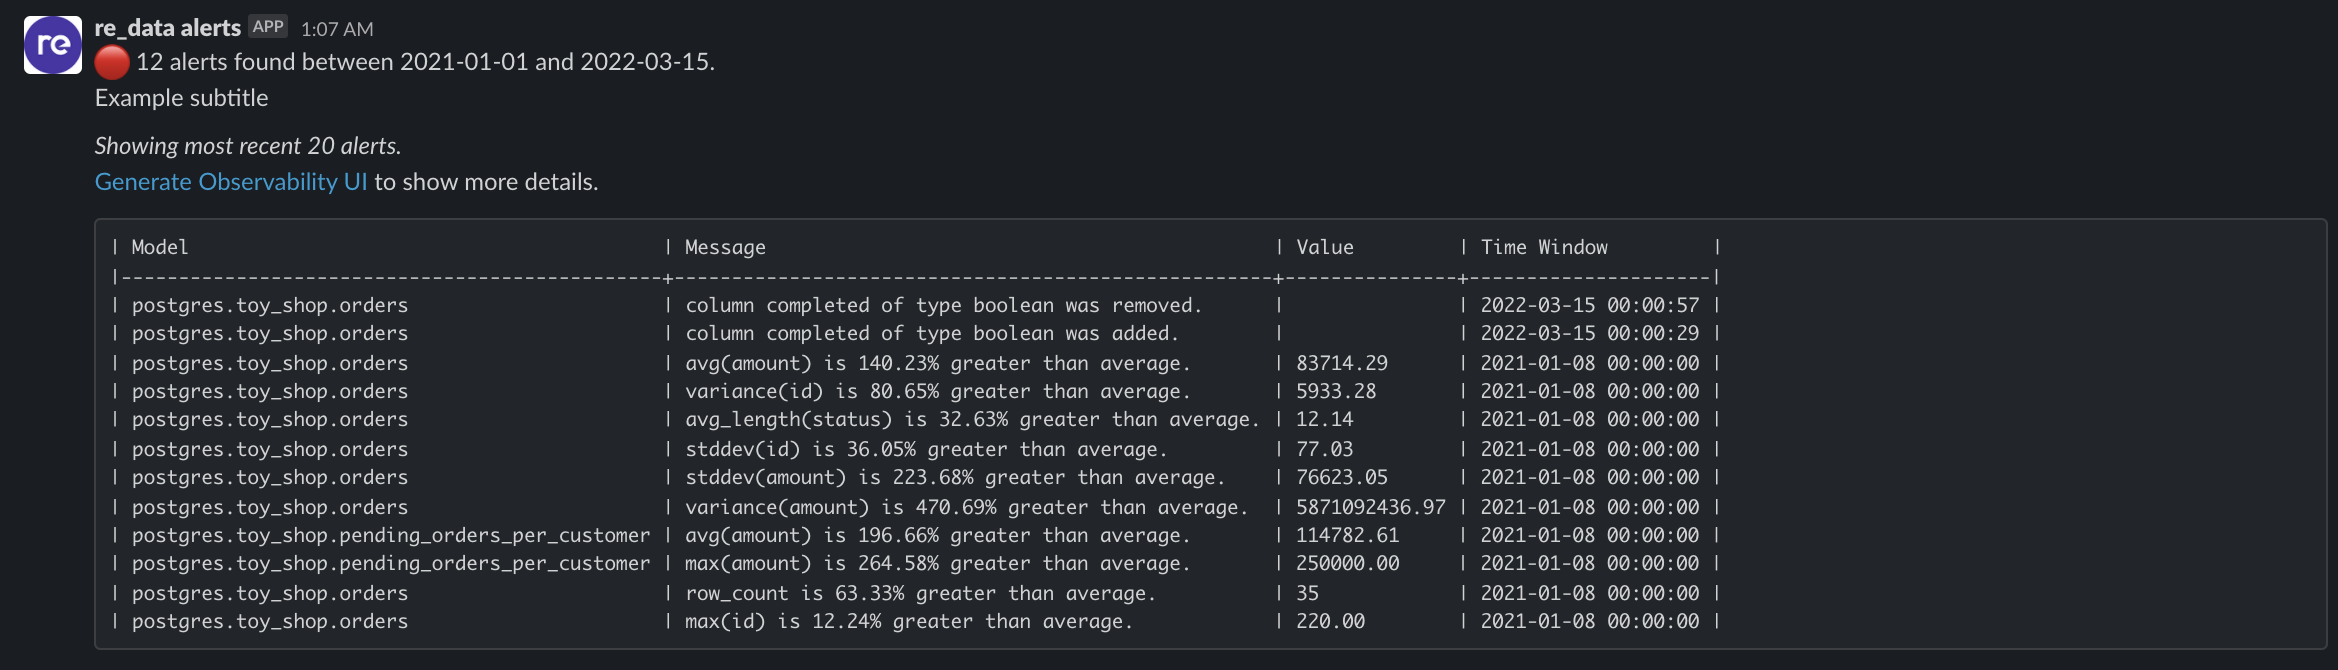 re
re_data alerts APP 1:07 AM
12 alerts found between 2021-01-01 and 2022-03-15.
Example subtitle
Showing most recent 20 alerts.
Generate Observability UI to show more details.
| Model                                         | Message                                            | Value         | Time Window         |
|-----------------------------------------------+----------------------------------------------------+---------------+---------------------|
| postgres.toy_shop.orders                      | column completed of type boolean was removed.      |               | 2022-03-15 00:00:57 |
| postgres.toy_shop.orders                      | column completed of type boolean was added.        |               | 2022-03-15 00:00:29 |
| postgres.toy_shop.orders                      | avg(amount) is 140.23% greater than average.       | 83714.29      | 2021-01-08 00:00:00 |
| postgres.toy_shop.orders                      | variance(id) is 80.65% greater than average.       | 5933.28       | 2021-01-08 00:00:00 |
| postgres.toy_shop.orders                      | avg_length(status) is 32.63% greater than average. | 12.14         | 2021-01-08 00:00:00 |
| postgres.toy_shop.orders                      | stddev(id) is 36.05% greater than average.         | 77.03         | 2021-01-08 00:00:00 |
| postgres.toy_shop.orders                      | stddev(amount) is 223.68% greater than average.    | 76623.05      | 2021-01-08 00:00:00 |
| postgres.toy_shop.orders                      | variance(amount) is 470.69% greater than average.  | 5871092436.97 | 2021-01-08 00:00:00 |
| postgres.toy_shop.pending_orders_per_customer | avg(amount) is 196.66% greater than average.       | 114782.61     | 2021-01-08 00:00:00 |
| postgres.toy_shop.pending_orders_per_customer | max(amount) is 264.58% greater than average.       | 250000.00     | 2021-01-08 00:00:00 |
| postgres.toy_shop.orders                      | row_count is 63.33% greater than average.          | 35            | 2021-01-08 00:00:00 |
| postgres.toy_shop.orders                      | max(id) is 12.24% greater than average.            | 220.00        | 2021-01-08 00:00:00 |